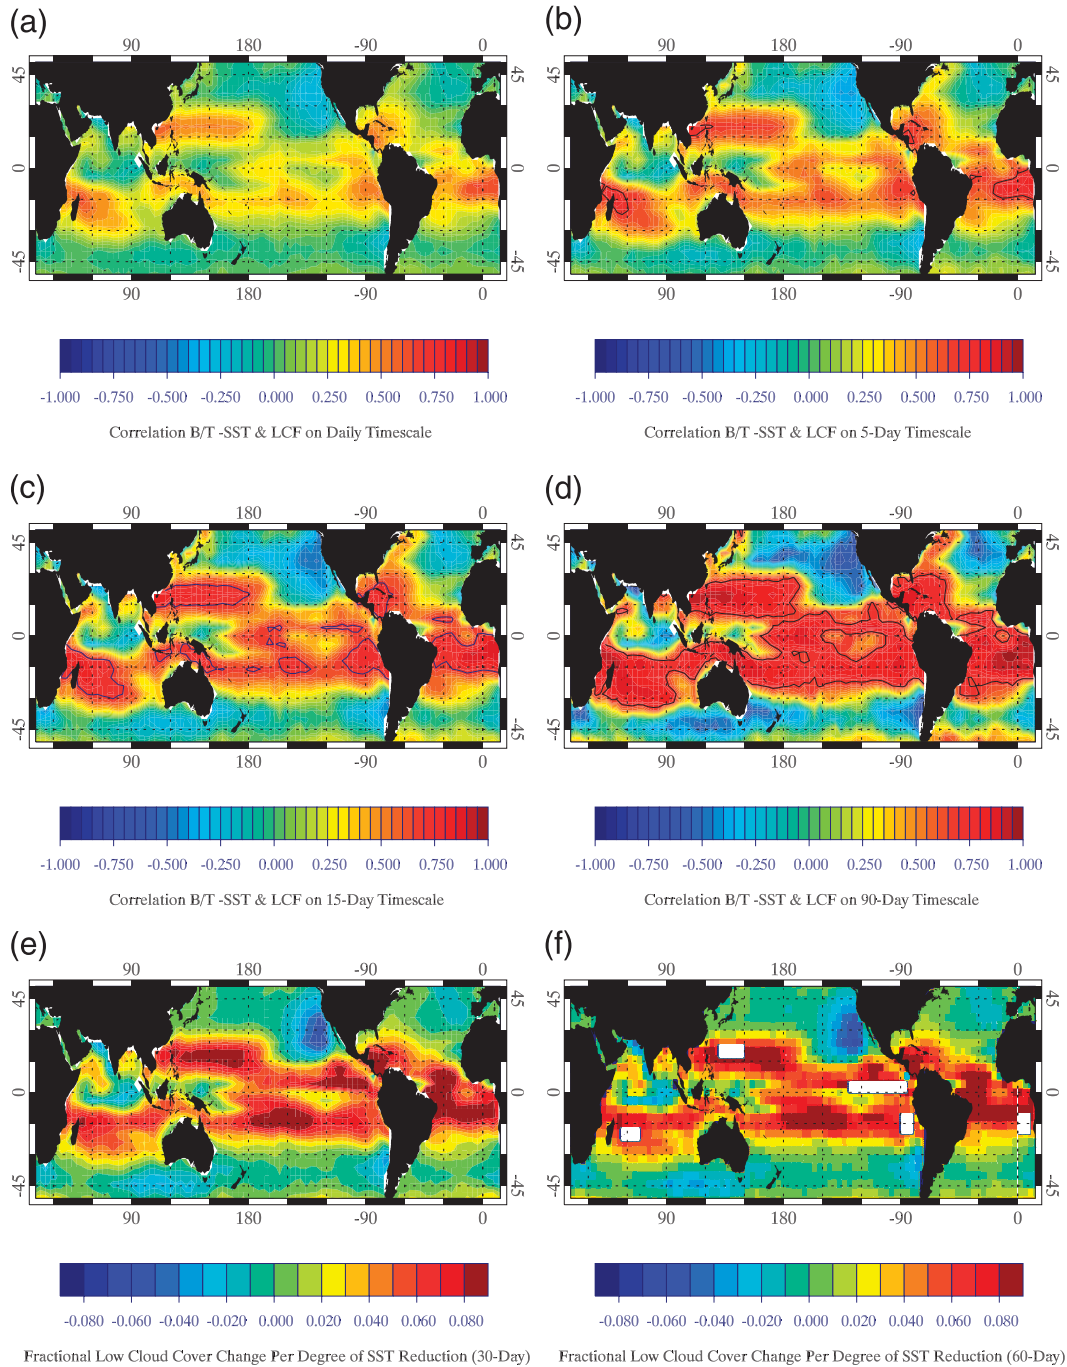 (a)
(b)
90 180 -90 0
90 180 -90 0
45 0 -45
45 0 -45
45 0 -45
45 0 -45
90 180 -90 0
90 180 -90 0
-1.000 -0.750 -0.500 -0.250 0.000 0.250 0.500 0.750 1.000
-1.000 -0.750 -0.500 -0.250 0.000 0.250 0.500 0.750 1.000
Correlation B/T -SST & LCF on Daily Timescale
Correlation B/T -SST & LCF on 5-Day Timescale
(c)
(d)
90 180 -90 0
90 180 -90 0
45 0 -45
45 0 -45
45 0 -45
45 0 -45
90 180 -90 0
90 180 -90 0
-1.000 -0.750 -0.500 -0.250 0.000 0.250 0.500 0.750 1.000
-1.000 -0.750 -0.500 -0.250 0.000 0.250 0.500 0.750 1.000
Correlation B/T -SST & LCF on 15-Day Timescale
Correlation B/T -SST & LCF on 90-Day Timescale
(e)
(f)
90 180 -90 0
90 180 -90 0
45 0 -45
45 0 -45
45 0 -45
45 0 -45
90 180 -90 0
90 180 -90 0
-0.080 -0.060 -0.040 -0.020 0.000 0.020 0.040 0.060 0.080
-0.080 -0.060 -0.040 -0.020 0.000 0.020 0.040 0.060 0.080
Fractional Low Cloud Cover Change Per Degree of SST Reduction (30-Day)
Fractional Low Cloud Cover Change Per Degree of SST Reduction (60-Day)